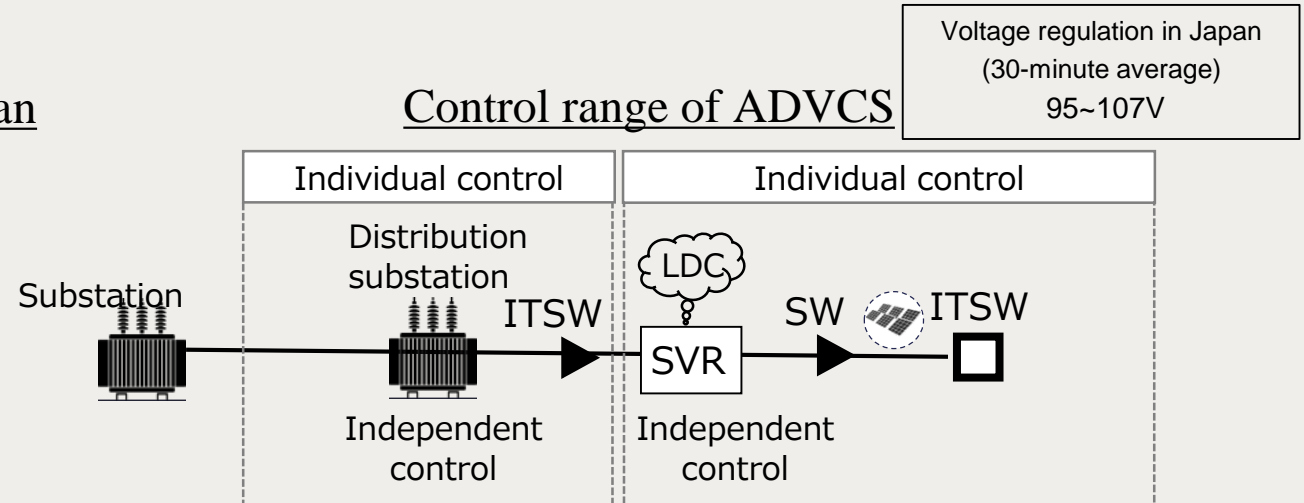 Voltage regulation in Japan
(30-minute average)
95~107V
an
Control range of ADVCS
Individual control
Individual control
Distribution
substation
LDC
Substation
ITSW
SW
ITSW
SVR
Independent
control
Independent
control